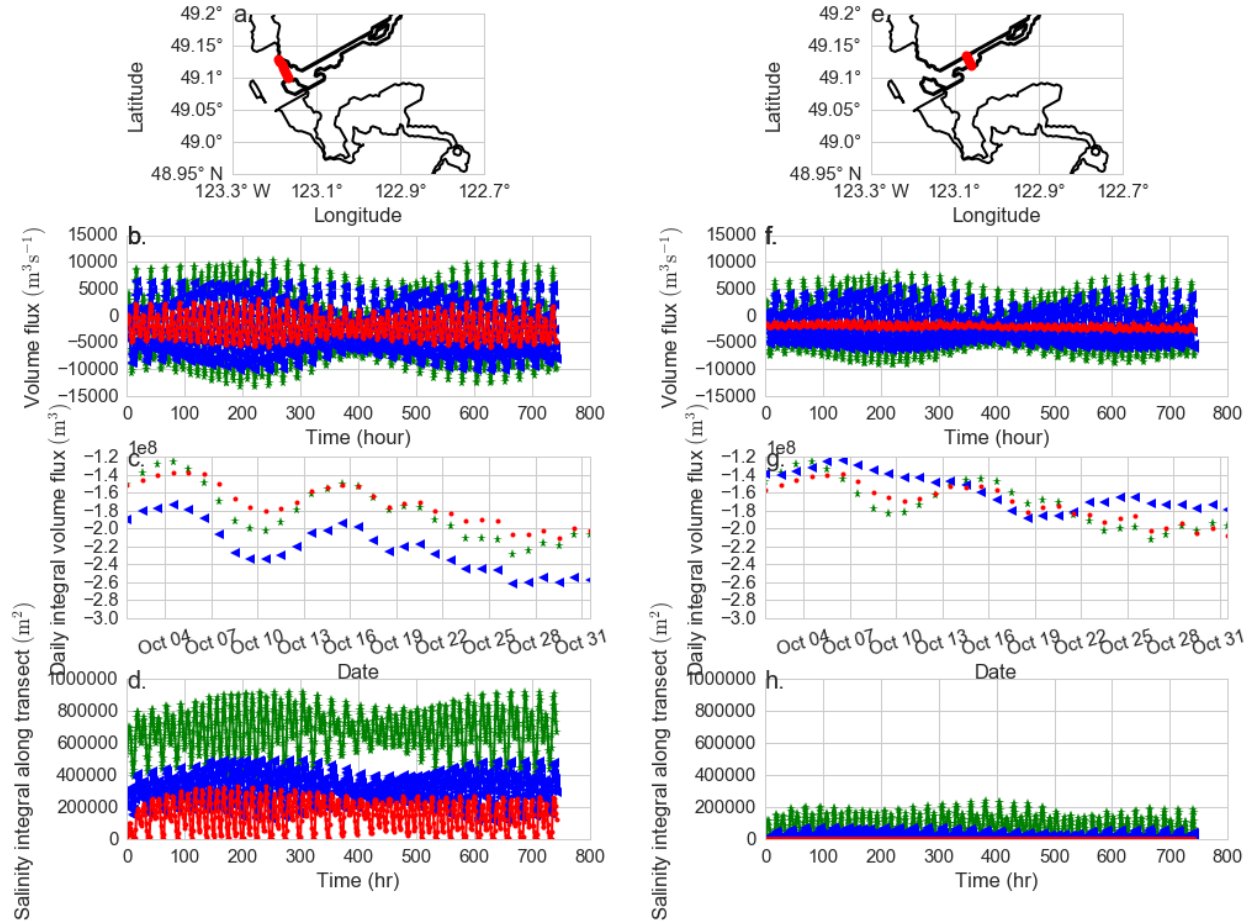 a.
49.2°
49.15°
49.1°
49.05°
49.0°
48.95° N
Latitude
123.3° W 123.1° 122.9° 122.7°
Longitude
e.
49.2°
49.15°
49.1°
49.05°
49.0°
48.95° N
Latitude
123.3° W 123.1° 122.9° 122.7°
Longitude
b.
15000
10000
5000
0
−5000
−10000
−15000
Volume flux (m³s⁻¹)
0 100 200 300 400 500 600 700 800
Time (hour)
f.
15000
10000
5000
0
−5000
−10000
−15000
Volume flux (m³s⁻¹)
0 100 200 300 400 500 600 700 800
Time (hour)
1e8
c.
−1.2
−1.4
−1.6
−1.8
−2.0
−2.2
−2.4
−2.6
−2.8
−3.0
Daily integral volume flux (m³)
Oct 04 Oct 07 Oct 10 Oct 13 Oct 16 Oct 19 Oct 22 Oct 25 Oct 28 Oct 31
Date
1e8
g.
−1.2
−1.4
−1.6
−1.8
−2.0
−2.2
−2.4
−2.6
−2.8
−3.0
Daily integral volume flux (m³)
Oct 04 Oct 07 Oct 10 Oct 13 Oct 16 Oct 19 Oct 22 Oct 25 Oct 28 Oct 31
Date
d.
1000000
800000
600000
400000
200000
0
Salinity integral along transect (m²)
0 100 200 300 400 500 600 700 800
Time (hr)
h.
1000000
800000
600000
400000
200000
0
Salinity integral along transect (m²)
0 100 200 300 400 500 600 700 800
Time (hr)